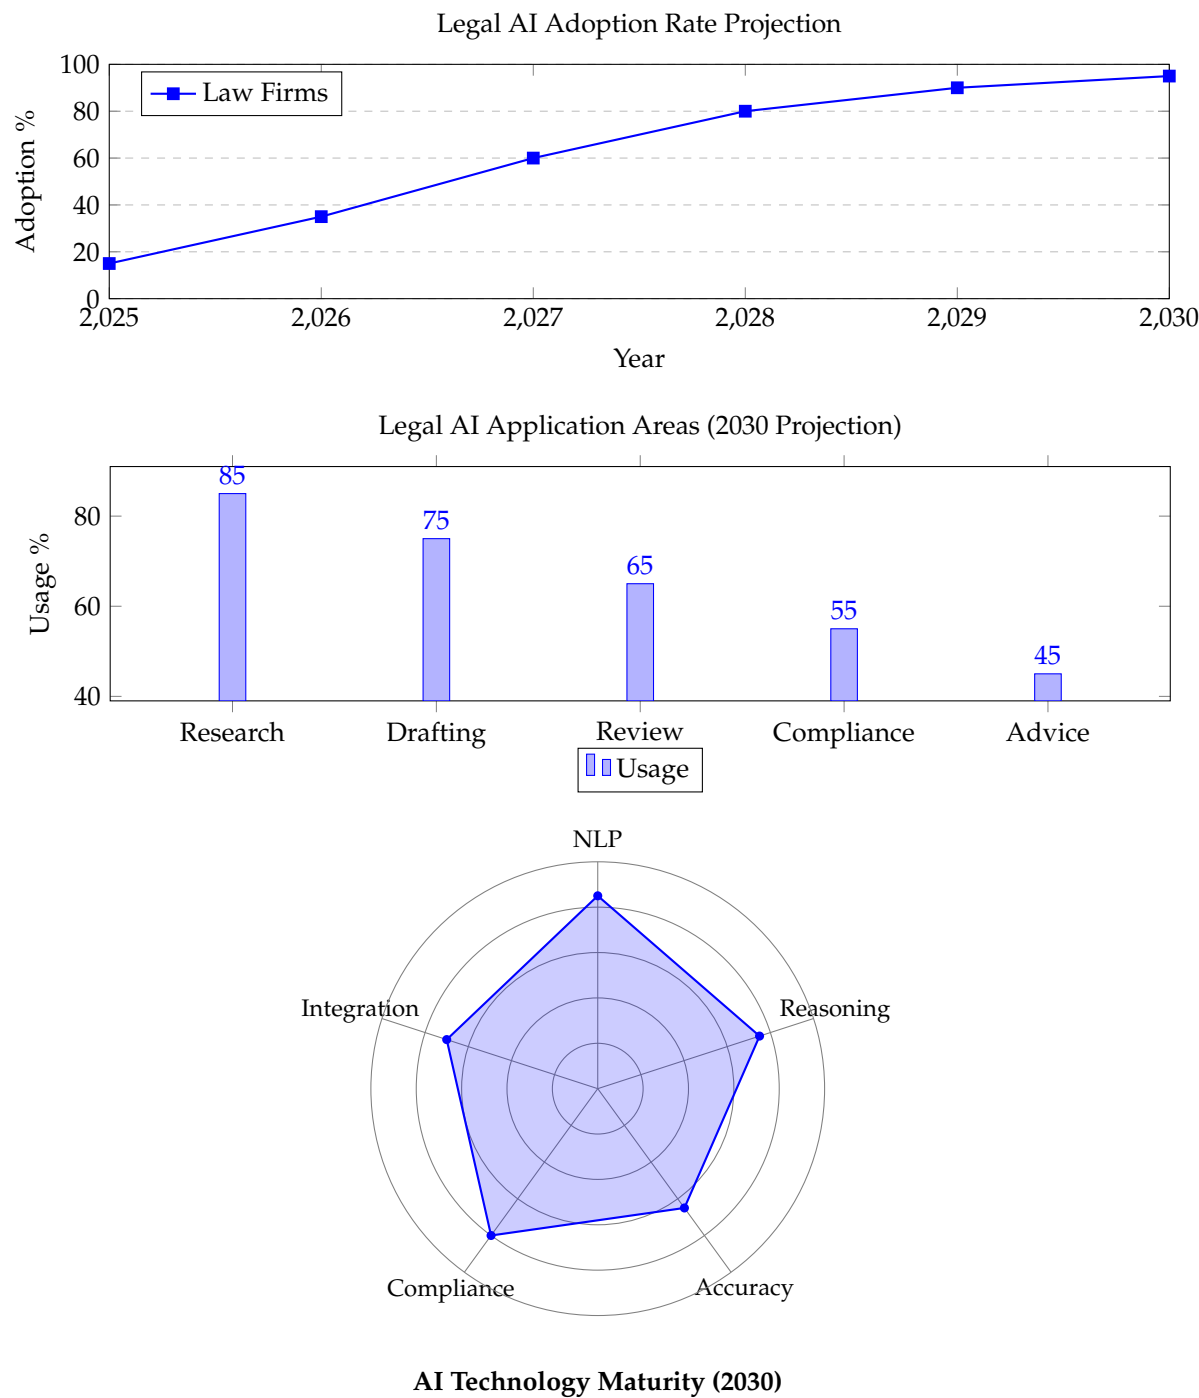 Legal AI Adoption Rate Projection
100
80
60
40
20
0
Adoption %
Law Firms
2,025 2,026 2,027 2,028 2,029 2,030
Year
Legal AI Application Areas (2030 Projection)
80
60
40
Usage %
85 75 65 55 45
Research Drafting Review Compliance Advice
Usage
NLP
Integration Reasoning
Compliance Accuracy
AI Technology Maturity (2030)